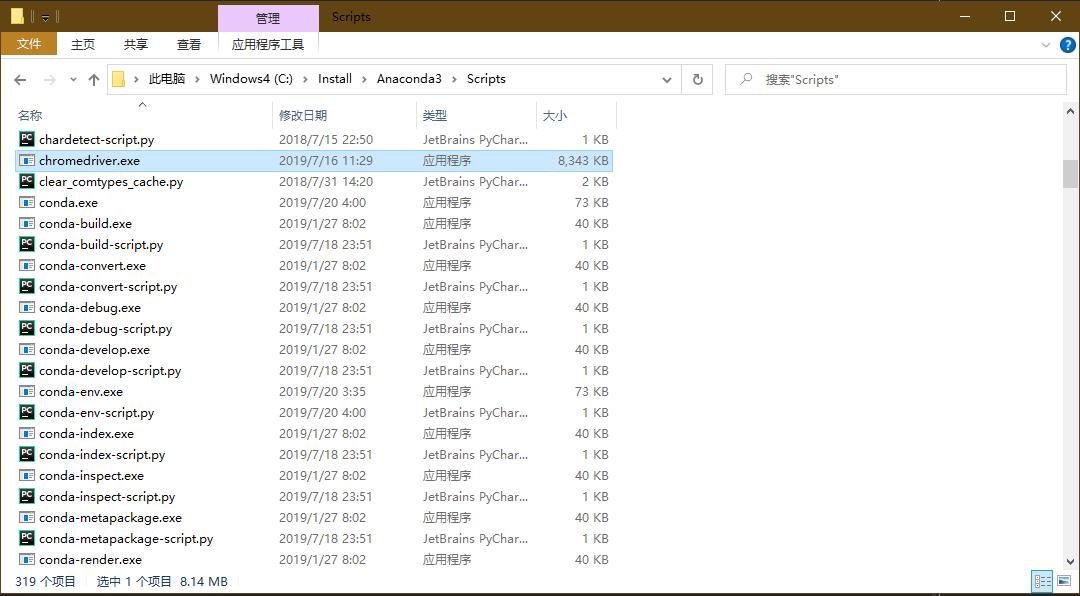 管理
Scripts
文件
主页
共享
查看
应用程序工具
此电脑 Windows4 (C:) Install Anaconda3 Scripts
搜索"Scripts"
名称 修改日期 类型 大小
chardetect-script.py 2018/7/15 22:50 JetBrains PyChar... 1 KB
chromedriver.exe 2019/7/16 11:29 应用程序 8,343 KB
clear_comtypes_cache.py 2018/7/31 14:20 JetBrains PyChar... 2 KB
conda.exe 2019/7/20 4:00 应用程序 73 KB
conda-build.exe 2019/1/27 8:02 应用程序 40 KB
conda-build-script.py 2019/7/18 23:51 JetBrains PyChar... 1 KB
conda-convert.exe 2019/1/27 8:02 应用程序 40 KB
conda-convert-script.py 2019/7/18 23:51 JetBrains PyChar... 1 KB
conda-debug.exe 2019/1/27 8:02 应用程序 40 KB
conda-debug-script.py 2019/7/18 23:51 JetBrains PyChar... 1 KB
conda-develop.exe 2019/1/27 8:02 应用程序 40 KB
conda-develop-script.py 2019/7/18 23:51 JetBrains PyChar... 1 KB
conda-env.exe 2019/7/20 3:35 应用程序 73 KB
conda-env-script.py 2019/7/20 4:00 JetBrains PyChar... 1 KB
conda-index.exe 2019/1/27 8:02 应用程序 40 KB
conda-index-script.py 2019/7/18 23:51 JetBrains PyChar... 1 KB
conda-inspect.exe 2019/1/27 8:02 应用程序 40 KB
conda-inspect-script.py 2019/7/18 23:51 JetBrains PyChar... 1 KB
conda-metapackage.exe 2019/1/27 8:02 应用程序 40 KB
conda-metapackage-script.py 2019/7/18 23:51 JetBrains PyChar... 1 KB
conda-render.exe 2019/1/27 8:02 应用程序 40 KB
319 个项目 选中 1 个项目 8.14 MB